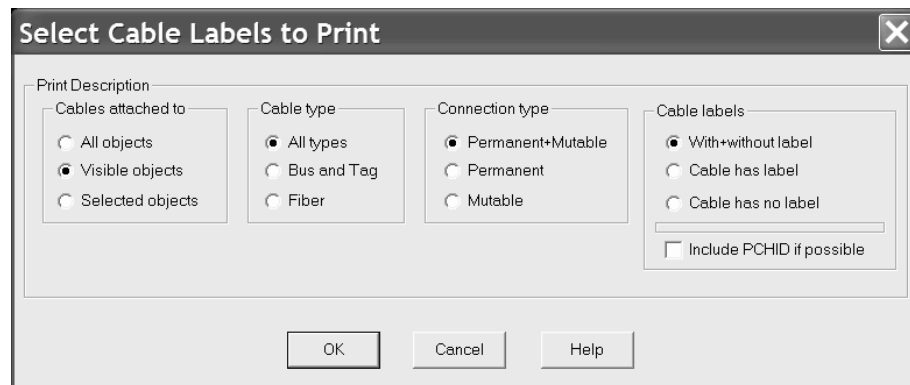 Select Cable Labels to Print
Print Description
Cables attached to
All objects
Visible objects
Selected objects
Cable type
All types
Bus and Tag
Fiber
Connection type
Permanent+Mutable
Permanent
Mutable
Cable labels
With+without label
Cable has label
Cable has no label
Include PCHID if possible
OK
Cancel
Help